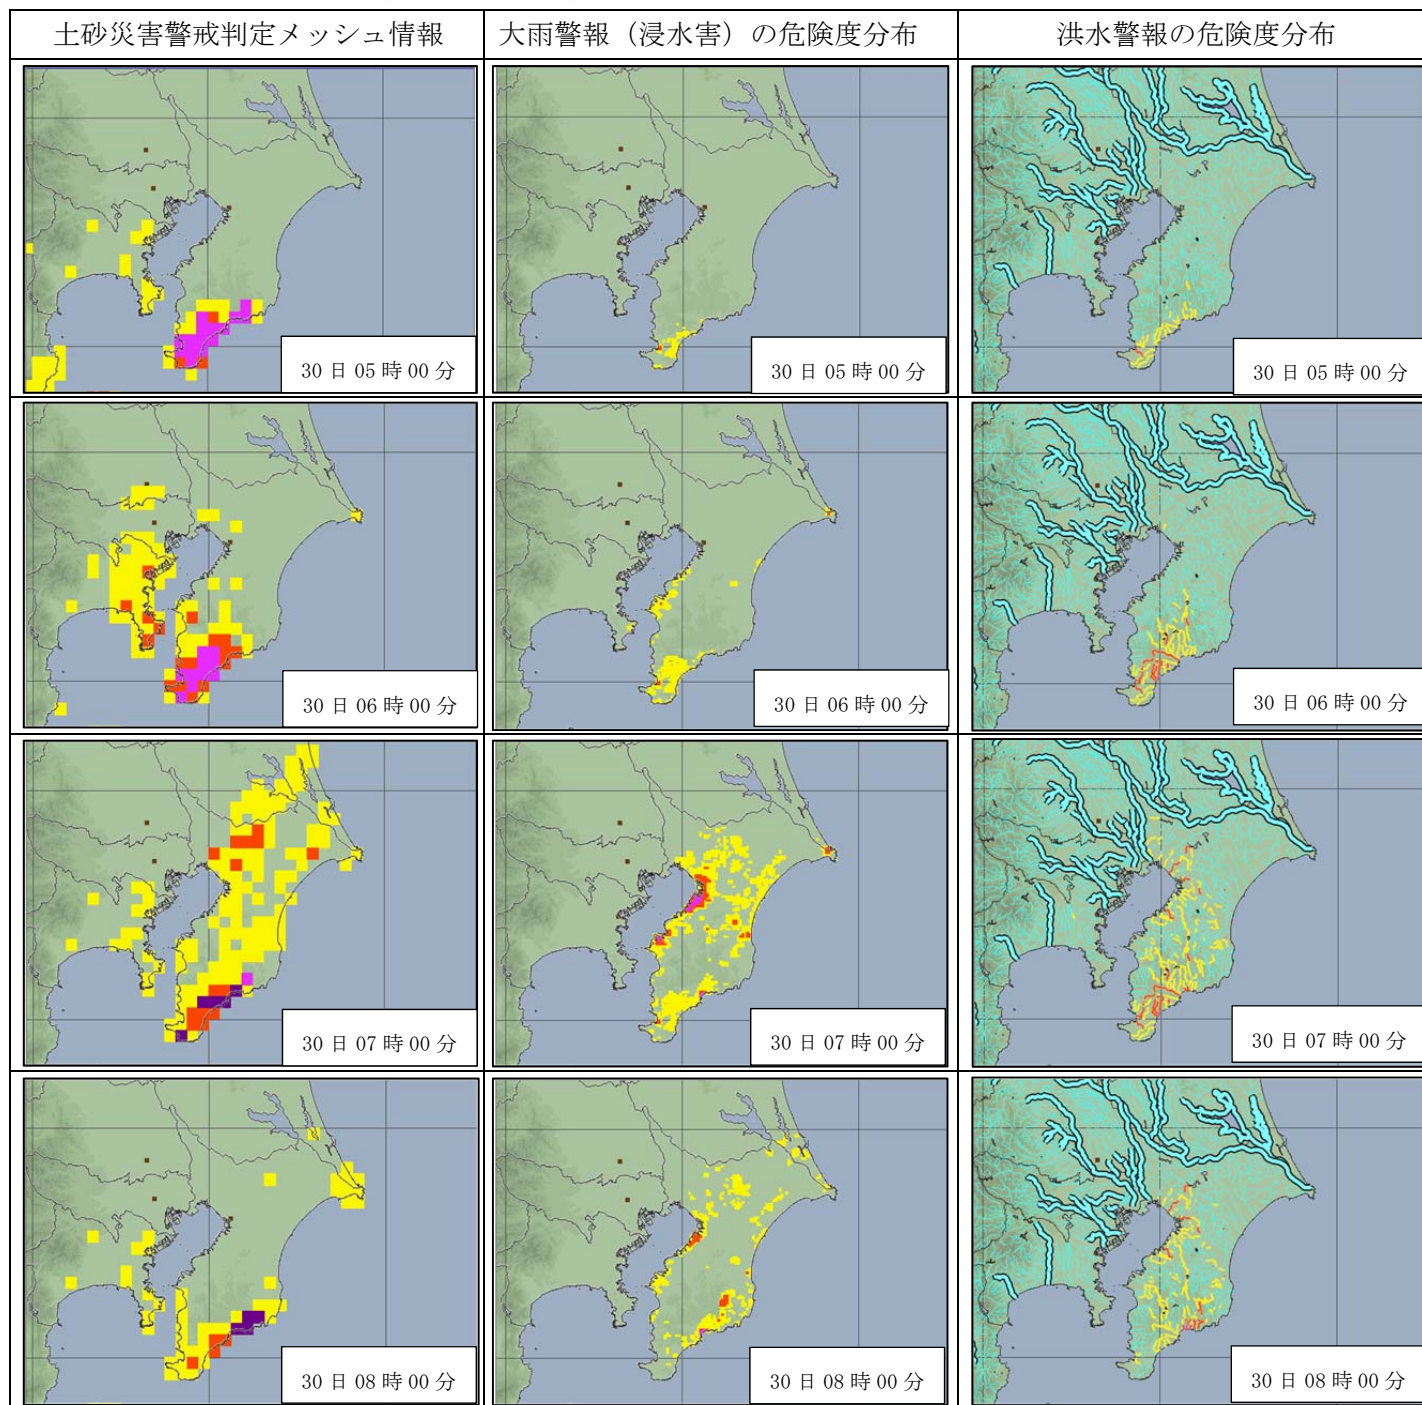 土砂災害警戒判定メッシュ情報
大雨警報（浸水害）の危険度分布
洪水警報の危険度分布
30 日 05 時 00 分
30 日 05 時 00 分
30 日 05 時 00 分
30 日 06 時 00 分
30 日 06 時 00 分
30 日 06 時 00 分
30 日 07 時 00 分
30 日 07 時 00 分
30 日 07 時 00 分
30 日 08 時 00 分
30 日 08 時 00 分
30 日 08 時 00 分